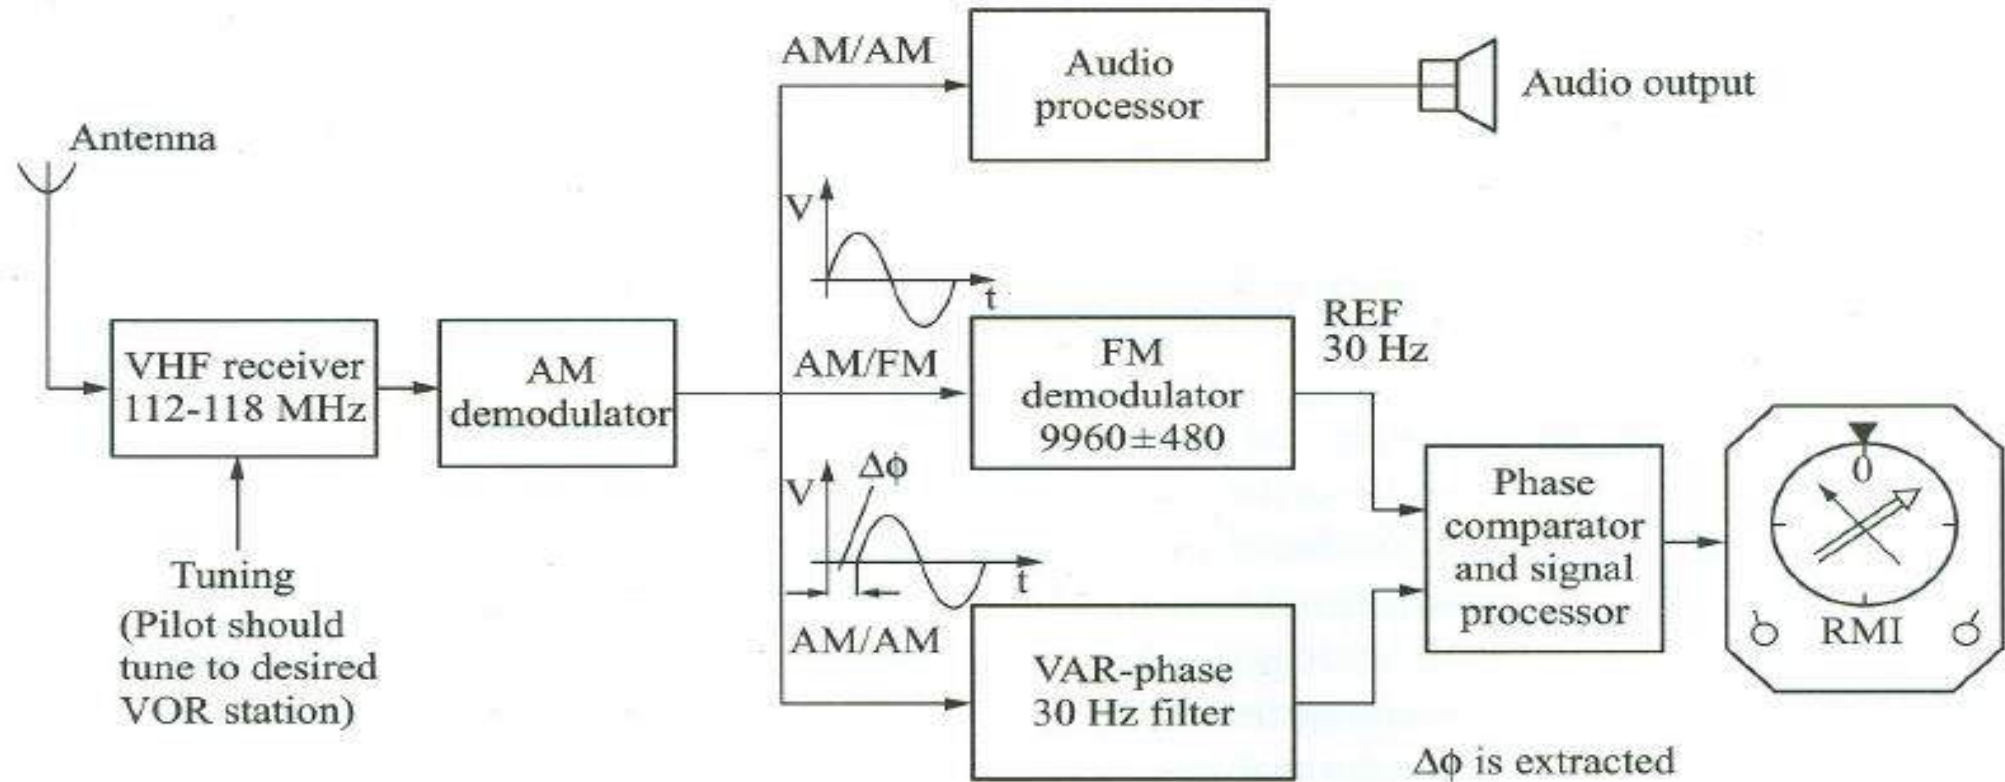 AM/AM
Audio
processor
Audio output
Antenna
V
t
VHF receiver
112-118 MHz
AM
demodulator
AM/FM
FM
demodulator
9960±480
REF
30 Hz
Δϕ
V
t
Tuning
(Pilot should
tune to desired
VOR station)
AM/AM
VAR-phase
30 Hz filter
Phase
comparator
and signal
processor
0
RMI
Δϕ is extracted